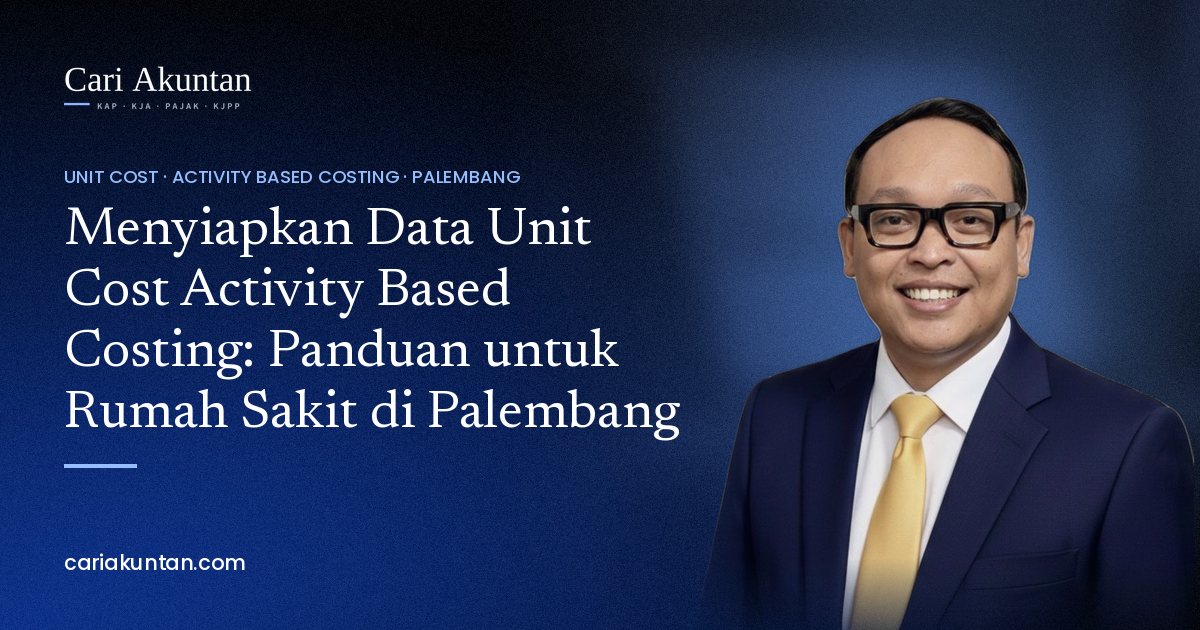 Cari Akuntan
KAP · KJA · PAJAK · KJPP
UNIT COST · ACTIVITY BASED COSTING · PALEMBANG
Menyiapkan Data Unit
Cost Activity Based
Costing: Panduan untuk
Rumah Sakit di Palembang
cariakuntan.com